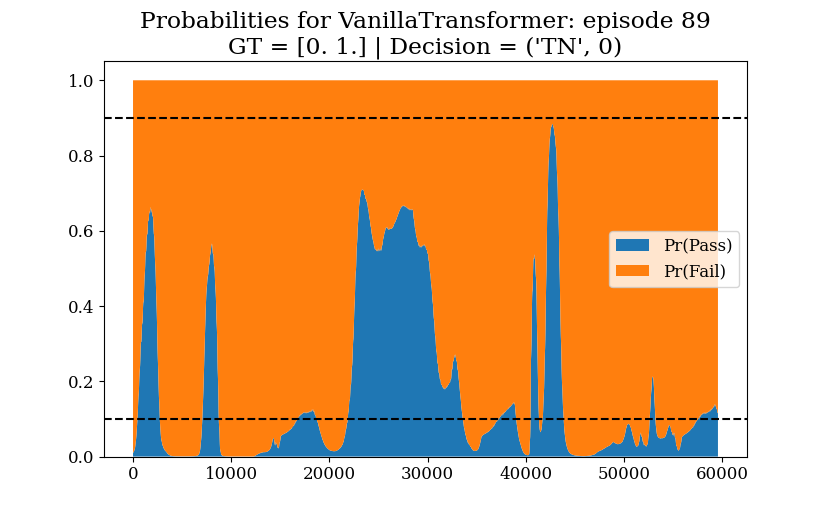 Probabilities for VanillaTransformer: episode 89
GT = [0. 1.] | Decision = ('TN', 0)
1.0
0.8
0.6
0.4
0.2
0.0
Pr(Pass)
Pr(Fail)
0 10000 20000 30000 40000 50000 60000